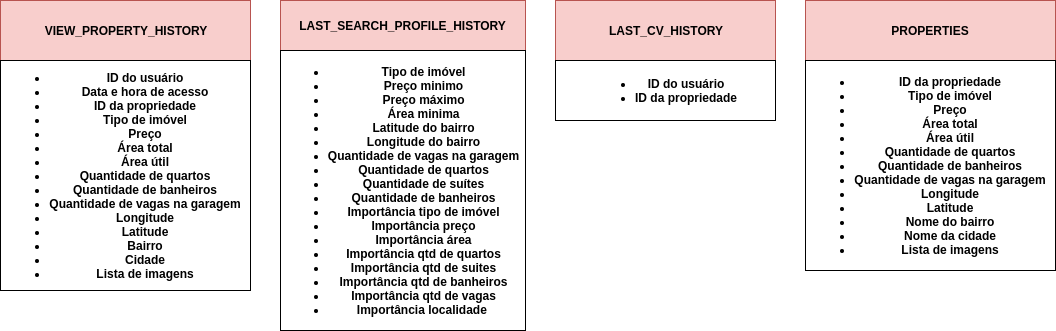 VIEW_PROPERTY_HISTORY
ID do usuário
Data e hora de acesso
ID da propriedade
Tipo de imóvel
Preço
Área total
Área útil
Quantidade de quartos
Quantidade de banheiros
Quantidade de vagas na garagem
Longitude
Latitude
Bairro
Cidade
Lista de imagens
LAST_SEARCH_PROFILE_HISTORY
Tipo de imóvel
Preço minimo
Preço máximo
Área minima
Latitude do bairro
Longitude do bairro
Quantidade de vagas na garagem
Quantidade de quartos
Quantidade de suítes
Quantidade de banheiros
Importância tipo de imóvel
Importância preço
Importância área
Importância qtd de quartos
Importância qtd de suites
Importância qtd de banheiros
Importância qtd de vagas
Importância localidade
LAST_CV_HISTORY
ID do usuário
ID da propriedade
PROPERTIES
ID da propriedade
Tipo de imóvel
Preço
Área total
Área útil
Quantidade de quartos
Quantidade de banheiros
Quantidade de vagas na garagem
Longitude
Latitude
Nome do bairro
Nome da cidade
Lista de imagens